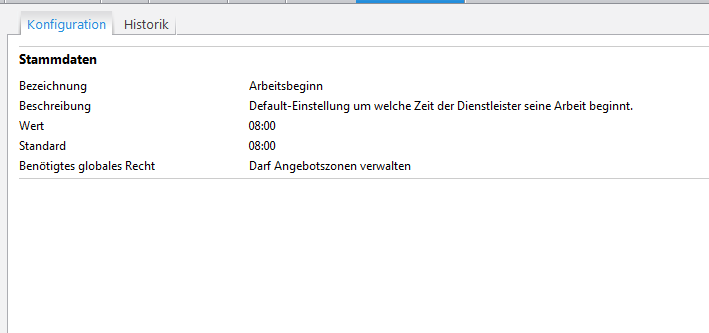 Konfiguration Historik
Stammdaten
Bezeichnung Arbeitsbeginn
Beschreibung Default-Einstellung um welche Zeit der Dienstleister seine Arbeit beginnt.
Wert 08:00
Standard 08:00
Benötigtes globales Recht Darf Angebotszonen verwalten